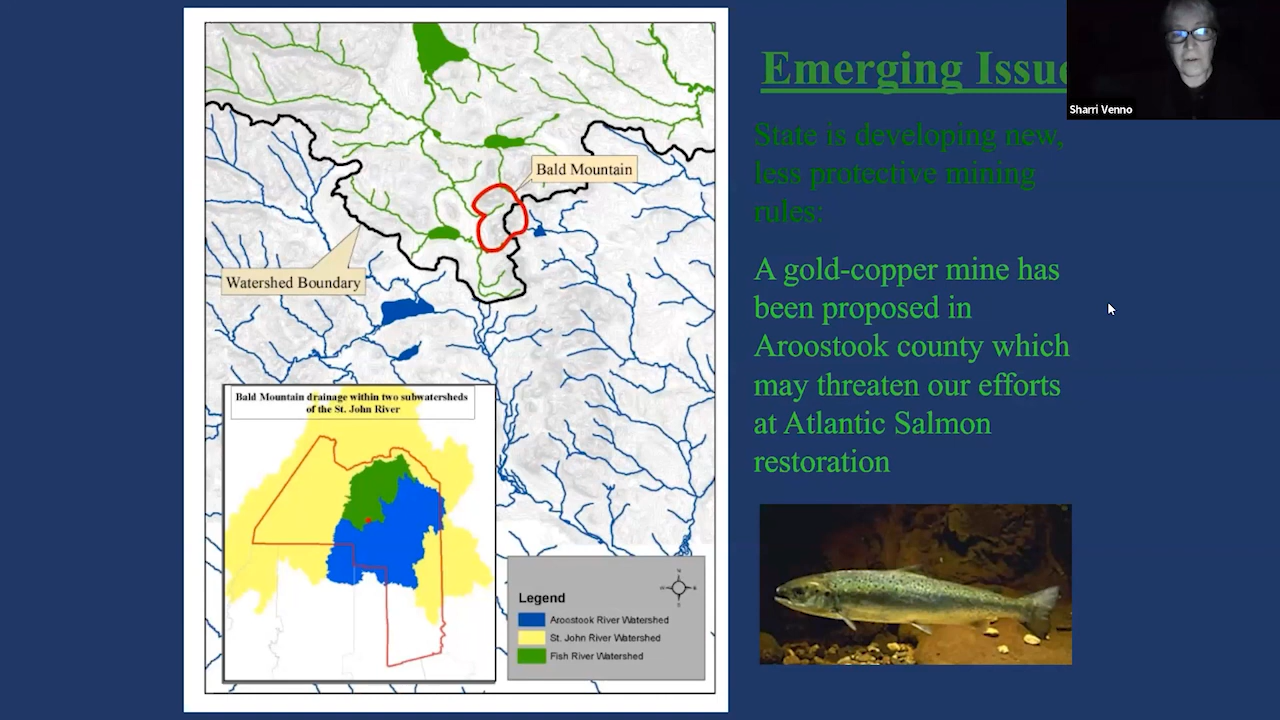 Emerging Issue
Sharri Venno
State is developing new,
less protective mining
rules:
A gold-copper mine has
been proposed in
Aroostook county which
may threaten our efforts
at Atlantic Salmon
restoration
Bald Mountain
Watershed Boundary
Bald Mountain drainage within two subwatersheds
of the St. John River
Legend
Aroostook River Watershed
St. John River Watershed
Fish River Watershed